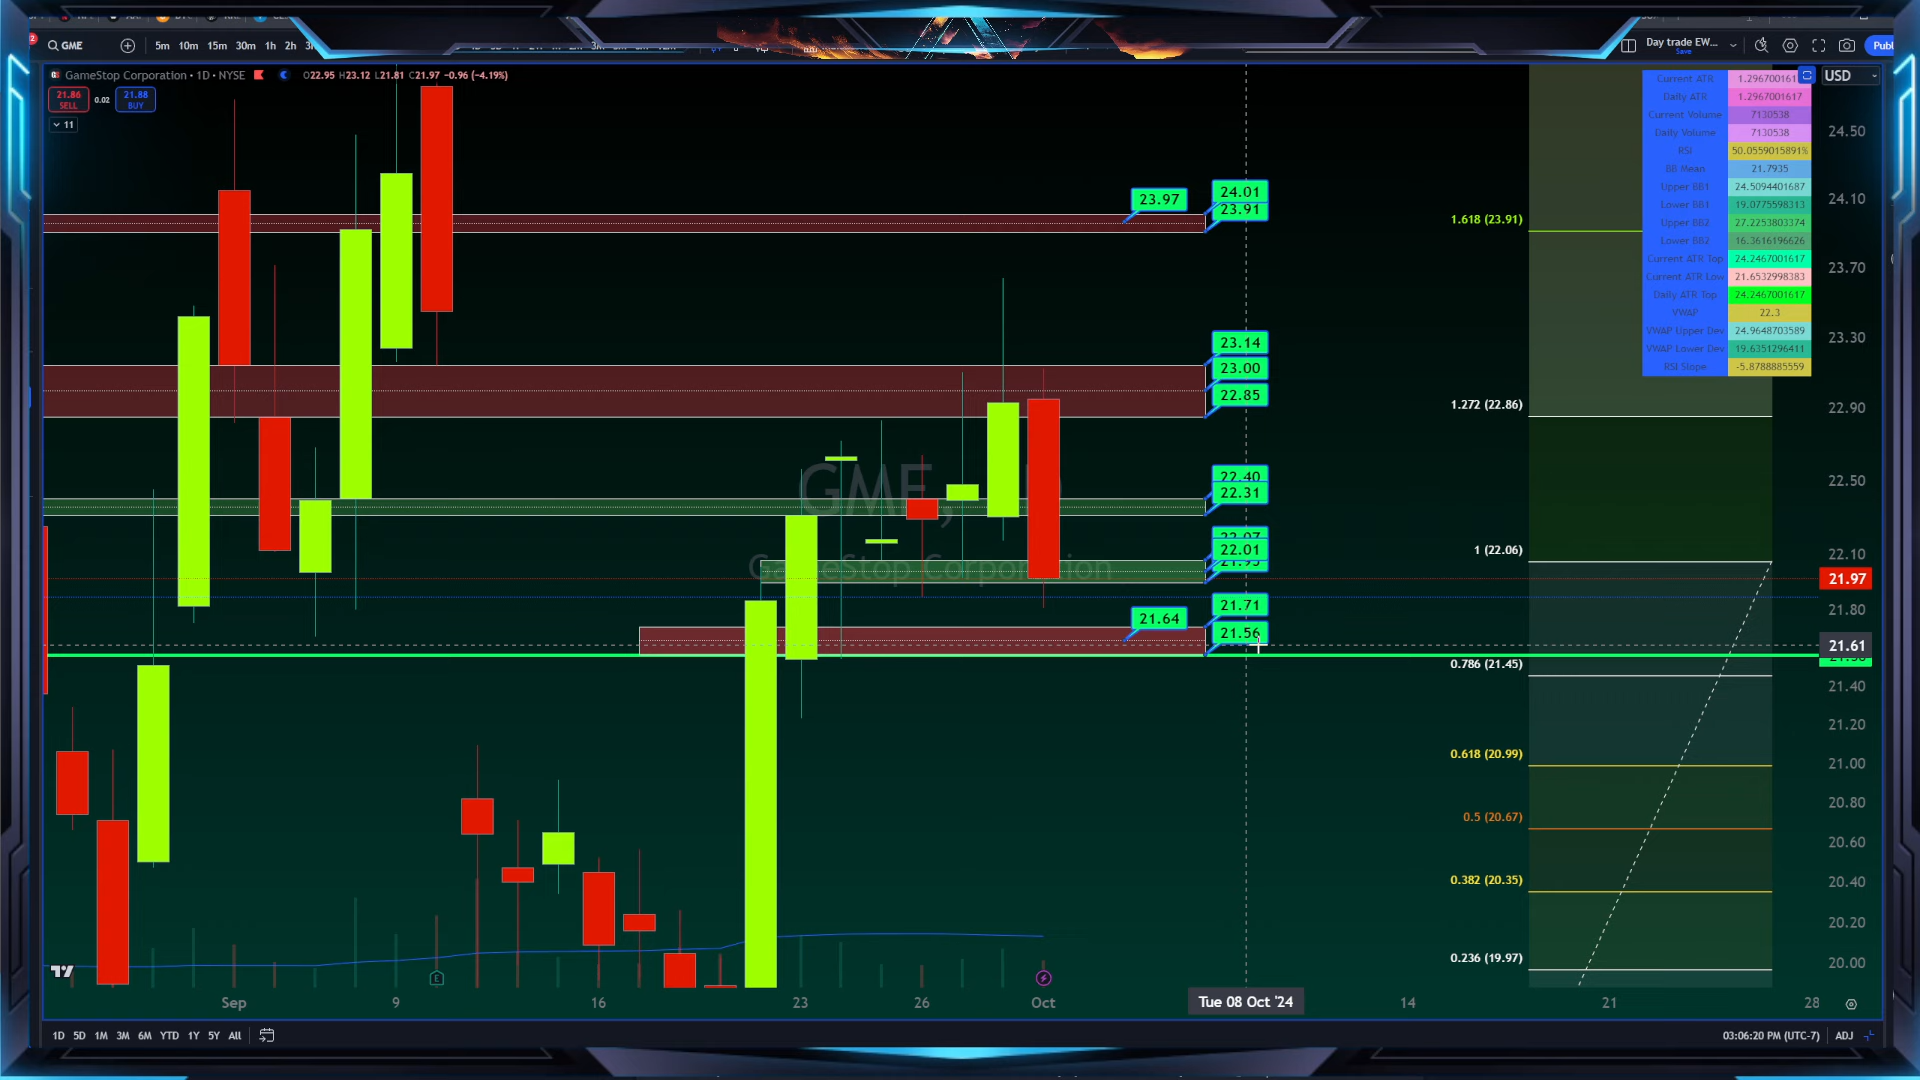 GME
5m 10m 15m 30m 1h 2h
Day trade EW...
Save
Publ
GameStop Corporation · 1D · NYSE O22.95 H23.12 L21.81 C21.97 -0.96 (-4.19%)
21.86 SELL
0.02
21.88 BUY
11
USD
Current ATR 1.296700161
Daily ATR 1.2967001617
Current Volume 7130538
Daily Volume 7130538
RSI 50.0559015891%
BB Mean 21.7935
Upper BB1 24.5094401687
Lower BB1 19.0775598313
Upper BB2 27.2253803374
Lower BB2 16.3616196626
Current ATR Top 24.2467001617
Current ATR Low 21.6532998383
Daily ATR Top 24.2467001617
VWAP 22.3
VWAP Upper Dev 24.9648703589
VWAP Lower Dev 19.6351296411
RSI Slope -5.8788885559
24.50
24.10
23.70
23.30
22.90
22.50
22.10
21.97
21.80
21.61
21.40
21.20
21.00
20.80
20.60
20.40
20.20
20.00
23.97
24.01
23.91
23.14
23.00
22.85
22.40
22.31
22.01
21.71
21.64
21.56
1.618 (23.91)
1.272 (22.86)
1 (22.06)
0.786 (21.45)
0.618 (20.99)
0.5 (20.67)
0.382 (20.35)
0.236 (19.97)
GameStop Corporation
E
Sep 9 16 23 26 Oct Tue 08 Oct '24 14 21 28
1D 5D 1M 3M 6M YTD 1Y 5Y All
03:06:20 PM (UTC-7) ADJ